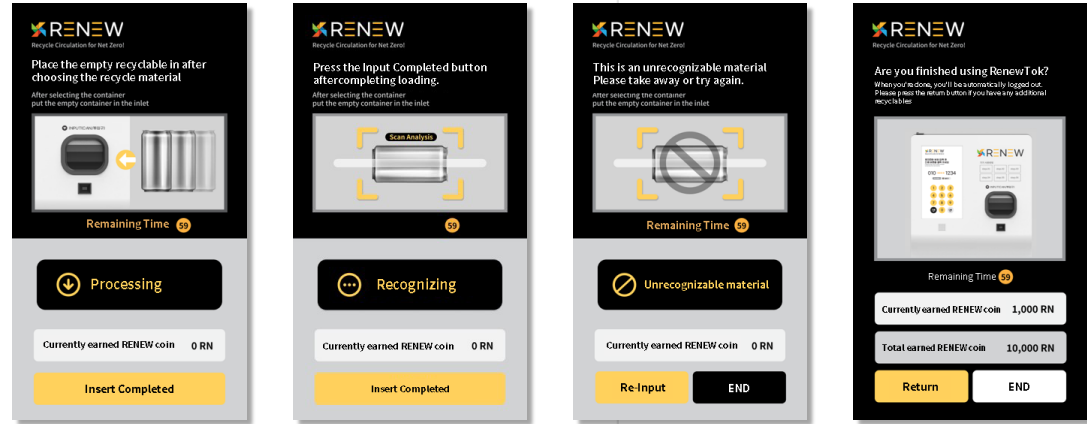 RENEW
Recycle Circulation for Net Zero!
Place the empty recyclable in after
choosing the recycle material
After selecting the container
put the empty container in the inlet
Remaining Time 59
Processing
Currently earned RENEW coin 0 RN
Insert Completed
RENEW
Recycle Circulation for Net Zero!
Press the Input Completed button
aftercompleting loading.
After selecting the container
put the empty container in the inlet
Scan Analysis
59
Recognizing
Currently earned RENEW coin 0 RN
Insert Completed
RENEW
Recycle Circulation for Net Zero!
This is an unrecognizable material
Please take away or try again.
After selecting the container
put the empty container in the inlet
Remaining Time 59
Unrecognizable material
Currently earned RENEW coin 0 RN
Re-Input
END
RENEW
Recycle Circulation for Net Zero!
Are you finished using RenewTok?
When you're done, you'll be automatically logged out.
Please press the return button if you have any additional
recyclables
RENEW
RENEW
010 1234
Remaining Time 59
Currently earned RENEW coin 1,000 RN
Total earned RENEW coin 10,000 RN
Return
END